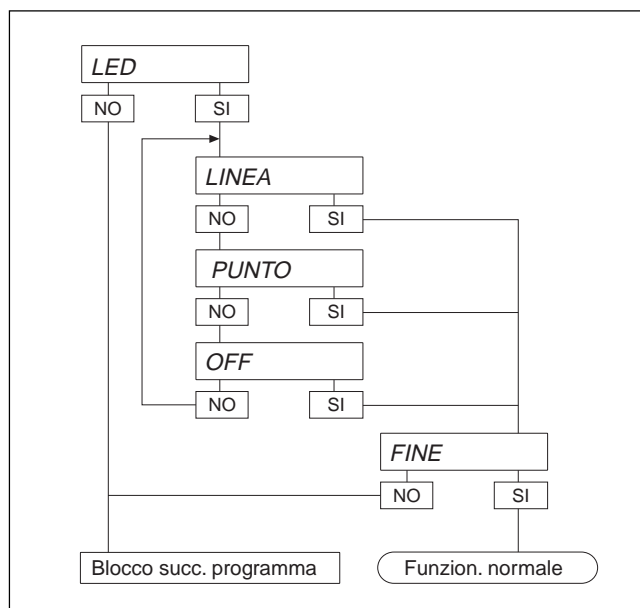 LED
NO SI
LINEA
NO SI
PUNTO
NO SI
OFF
NO SI
FINE
NO SI
Blocco succ. programma Funzion. normale